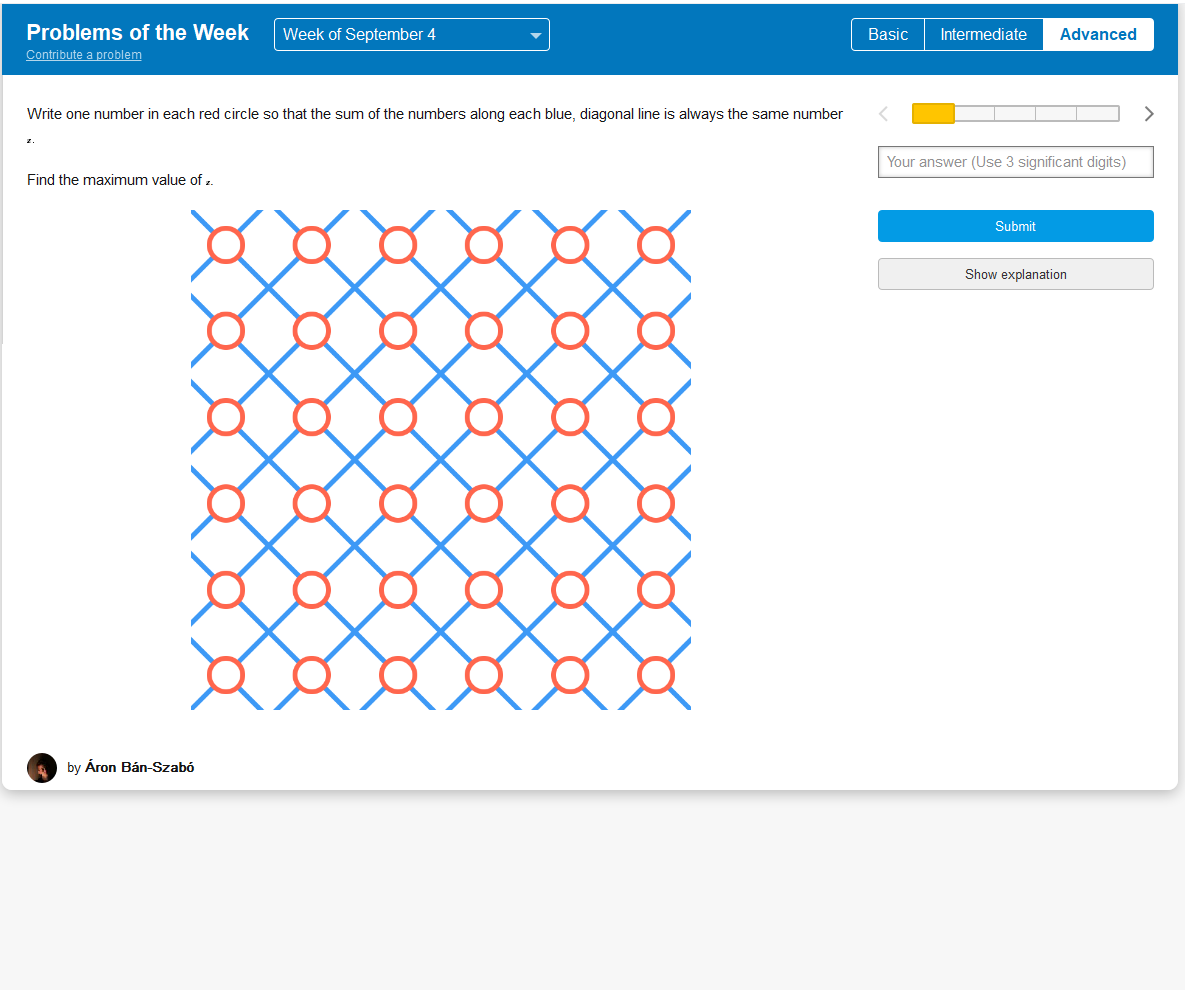 Problems of the Week
Contribute a problem
Week of September 4
Basic
Intermediate
Advanced
Write one number in each red circle so that the sum of the numbers along each blue, diagonal line is always the same number
z.
Find the maximum value of z.
Your answer (Use 3 significant digits)
Submit
Show explanation
by Áron Bán-Szabó